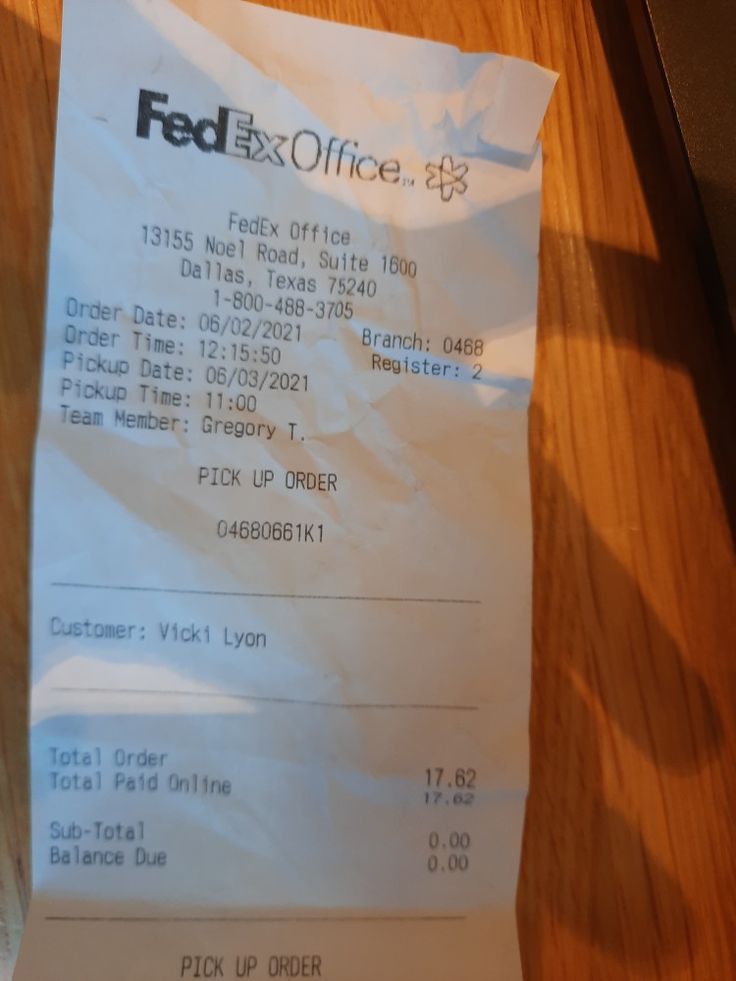 FedEx Office™
FedEx Office
13155 Noel Road, Suite 1600
Dallas, Texas 75240
1-800-488-3705
Order Date: 06/02/2021 Branch: 0468
Order Time: 12:15:50 Register: 2
Pickup Date: 06/03/2021
Pickup Time: 11:00
Team Member: Gregory T.
PICK UP ORDER
04680661K1
Customer: Vicki Lyon
Total Order 17.62
Total Paid Online 17.62
Sub-Total 0.00
Balance Due 0.00
PICK UP ORDER